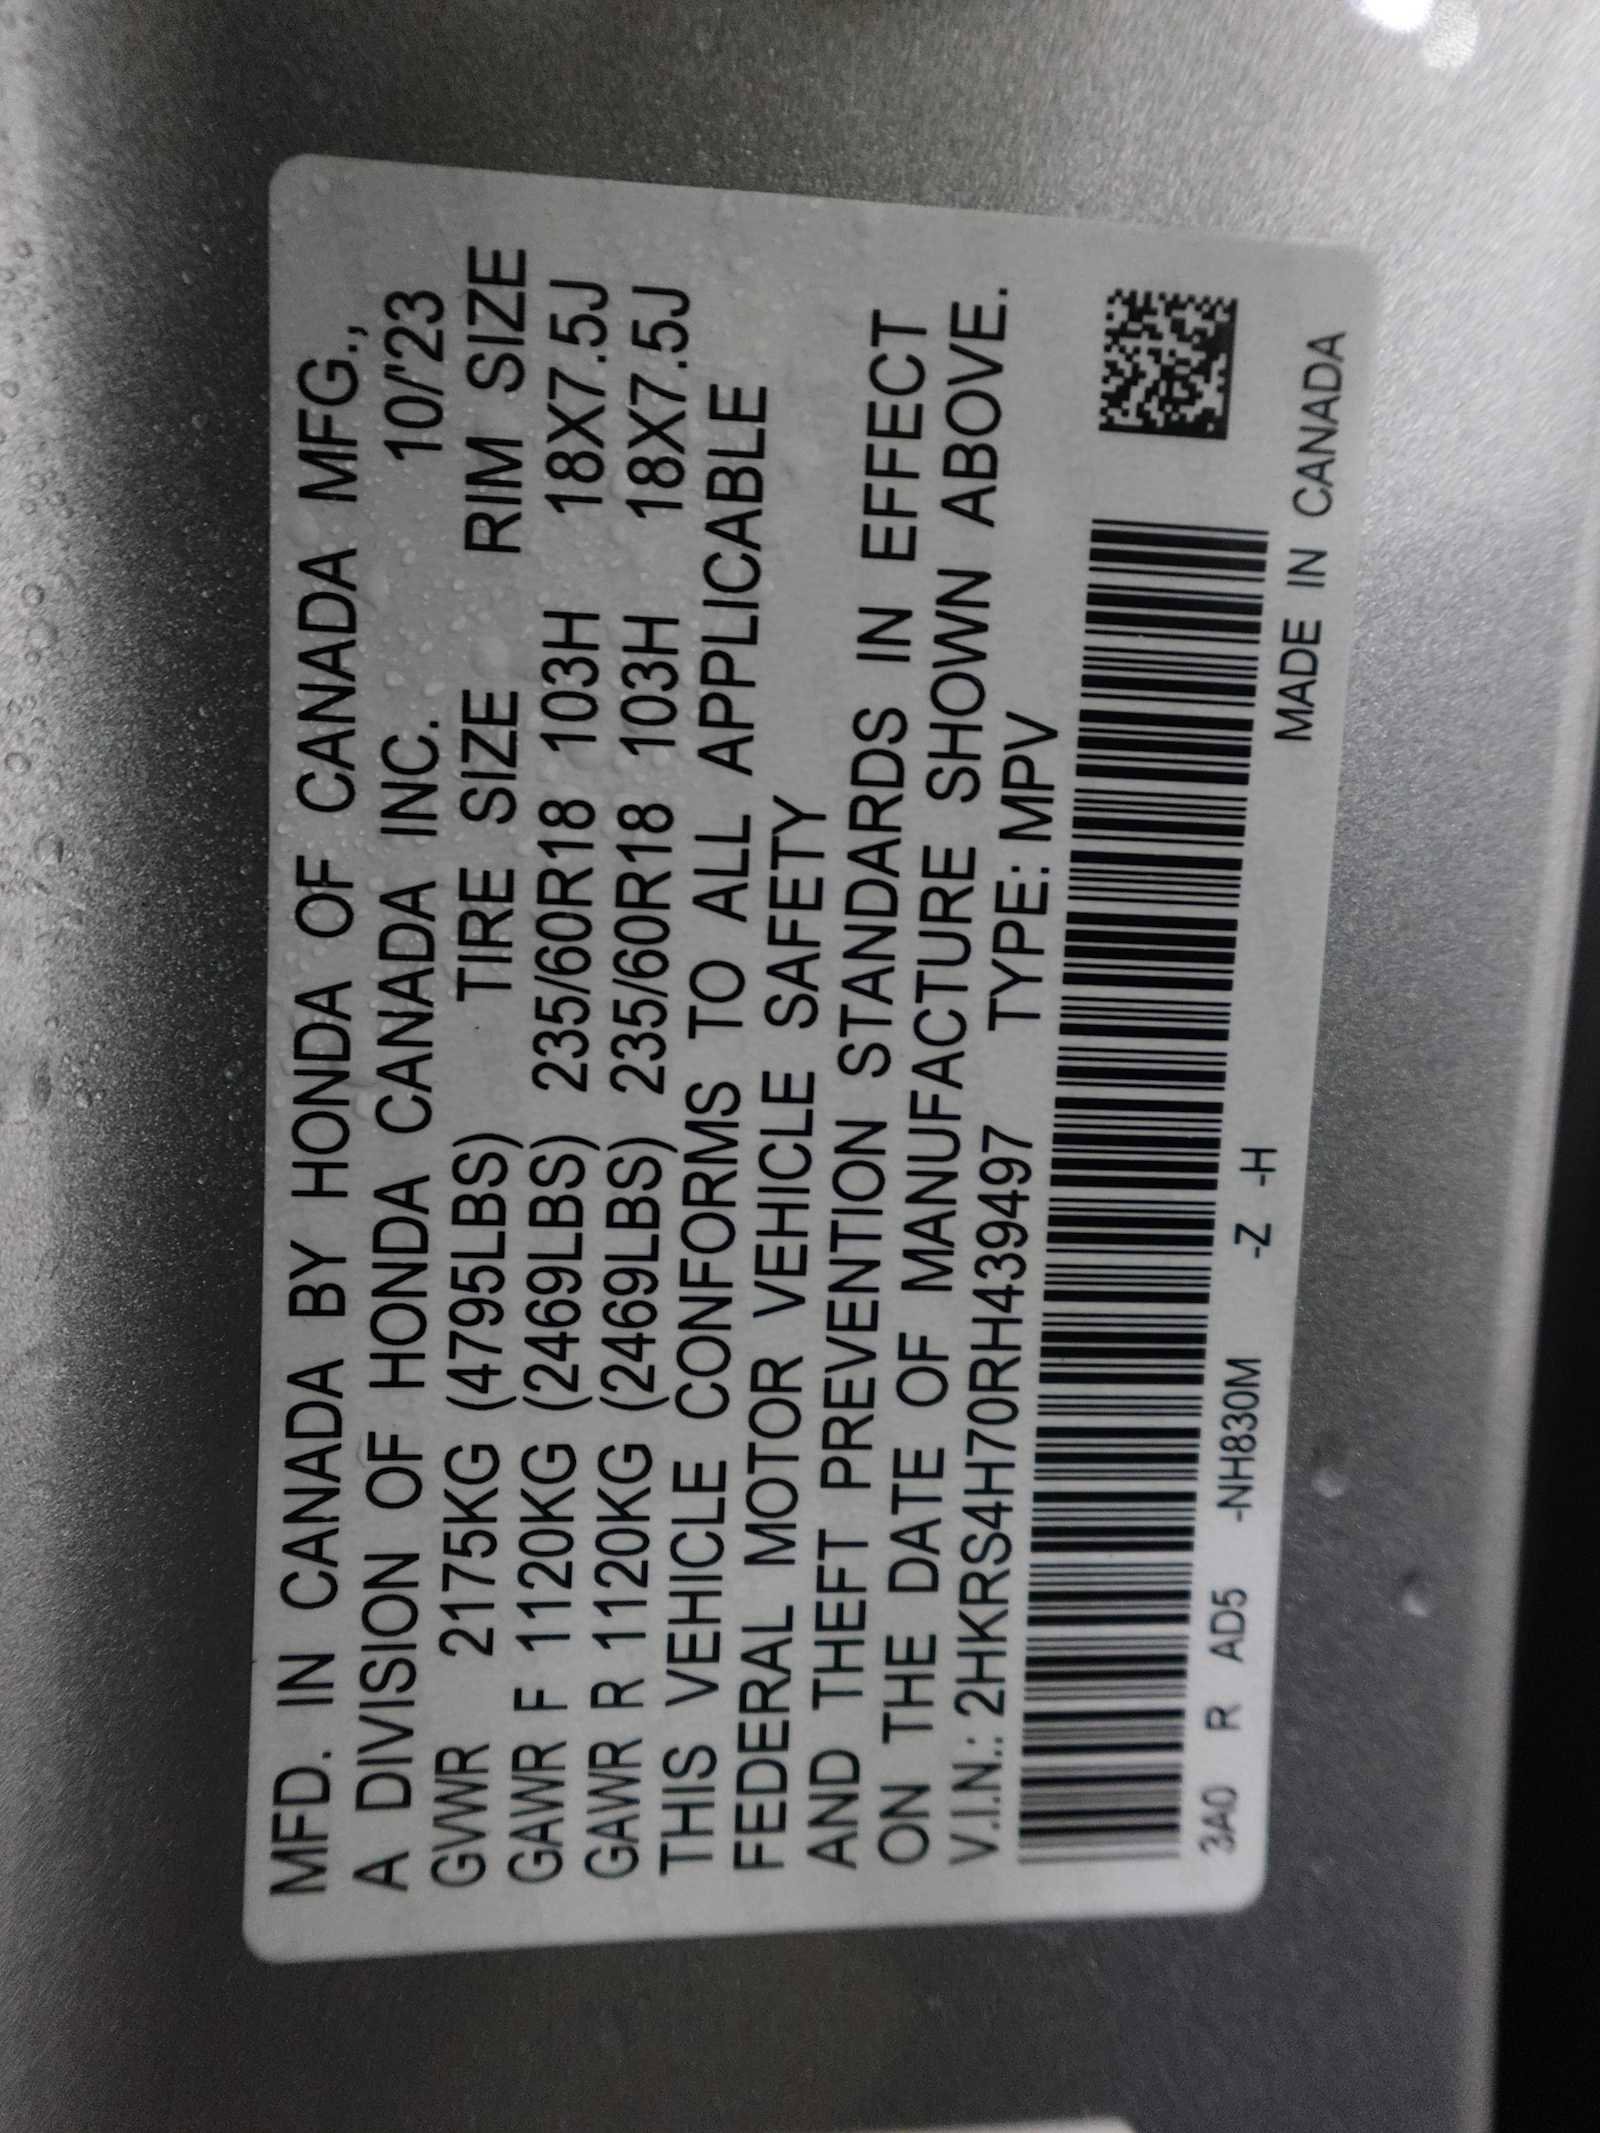 MFD. IN CANADA BY HONDA OF CANADA MFG.,
A DIVISION OF HONDA CANADA INC. 10/'23
GVWR 2175KG (4795LBS) TIRE SIZE RIM SIZE
GAWR F 1120KG (2469LBS) 235/60R18 103H 18X7.5J
GAWR R 1120KG (2469LBS) 235/60R18 103H 18X7.5J
THIS VEHICLE CONFORMS TO ALL APPLICABLE
FEDERAL MOTOR VEHICLE SAFETY
AND THEFT PREVENTION STANDARDS IN EFFECT
ON THE DATE OF MANUFACTURE SHOWN ABOVE.
V.I.N.: 2HKRS4H70RH439497 TYPE: MPV
3A0 R AD5 -NH830M -Z -H MADE IN CANADA